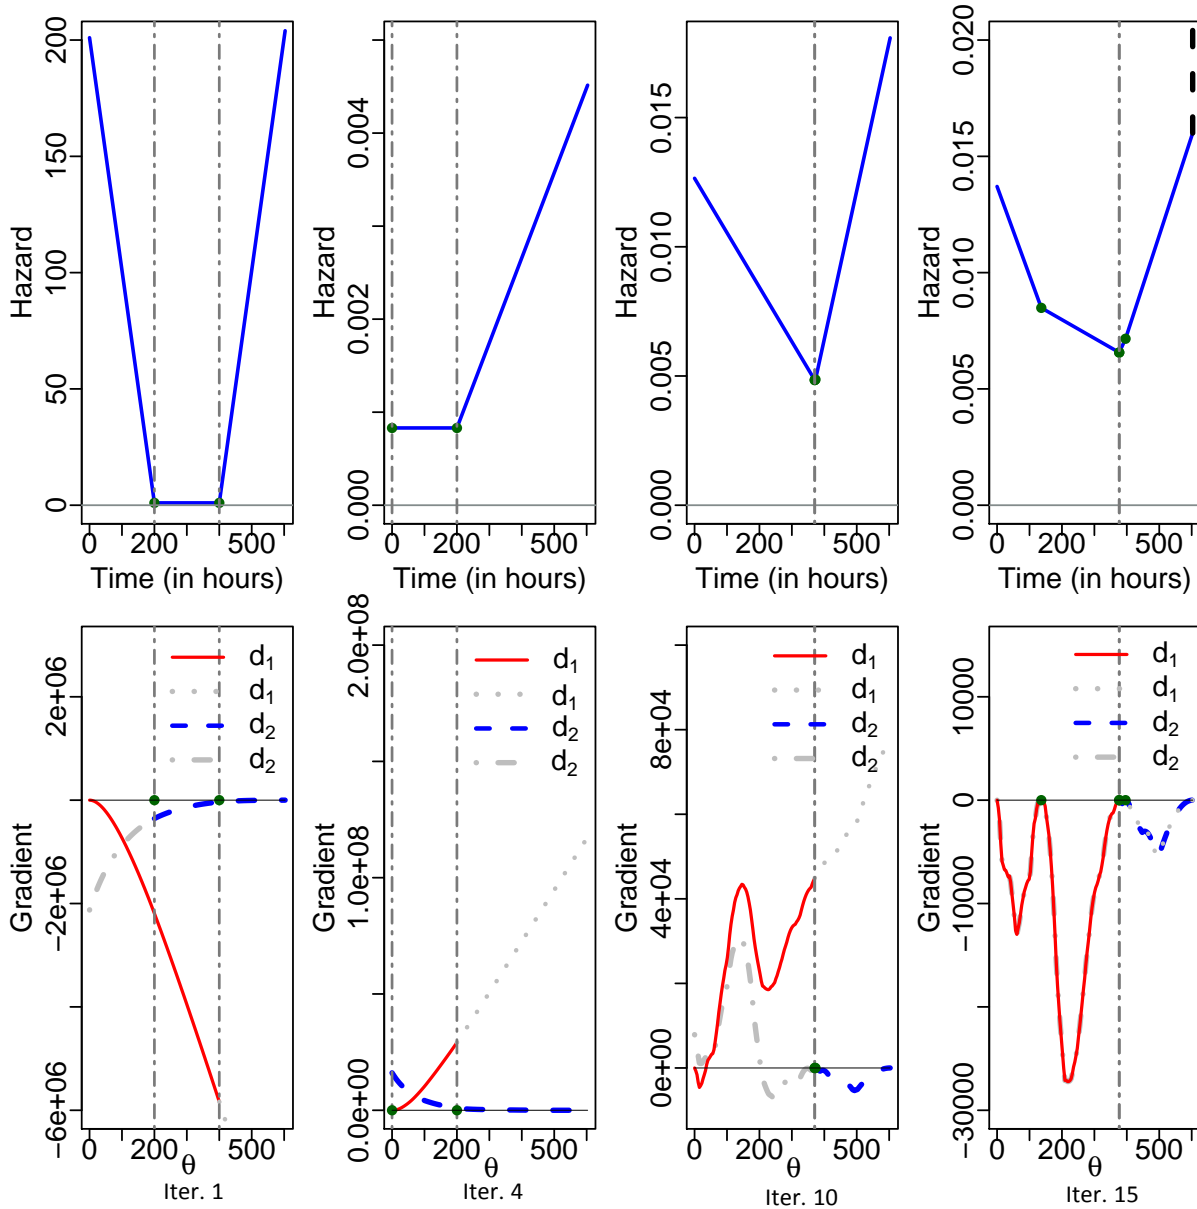 Hazard
0
50
100
150
200
0
200
500
Time (in hours)
Hazard
0.000
0.002
0.004
0
200
500
Time (in hours)
Hazard
0.000
0.005
0.010
0.015
0
200
500
Time (in hours)
Hazard
0.000
0.005
0.010
0.015
0.020
0
200
500
Time (in hours)
Gradient
−6e+06
−2e+06
2e+06
d1
d1
d2
d2
0
200
500
θ
Iter. 1
Gradient
0.0e+00
1.0e+08
2.0e+08
d1
d1
d2
d2
0
200
500
θ
Iter. 4
Gradient
0e+00
4e+04
8e+04
d1
d1
d2
d2
0
200
500
θ
Iter. 10
Gradient
−30000
−10000
0
10000
d1
d1
d2
d2
0
200
500
θ
Iter. 15